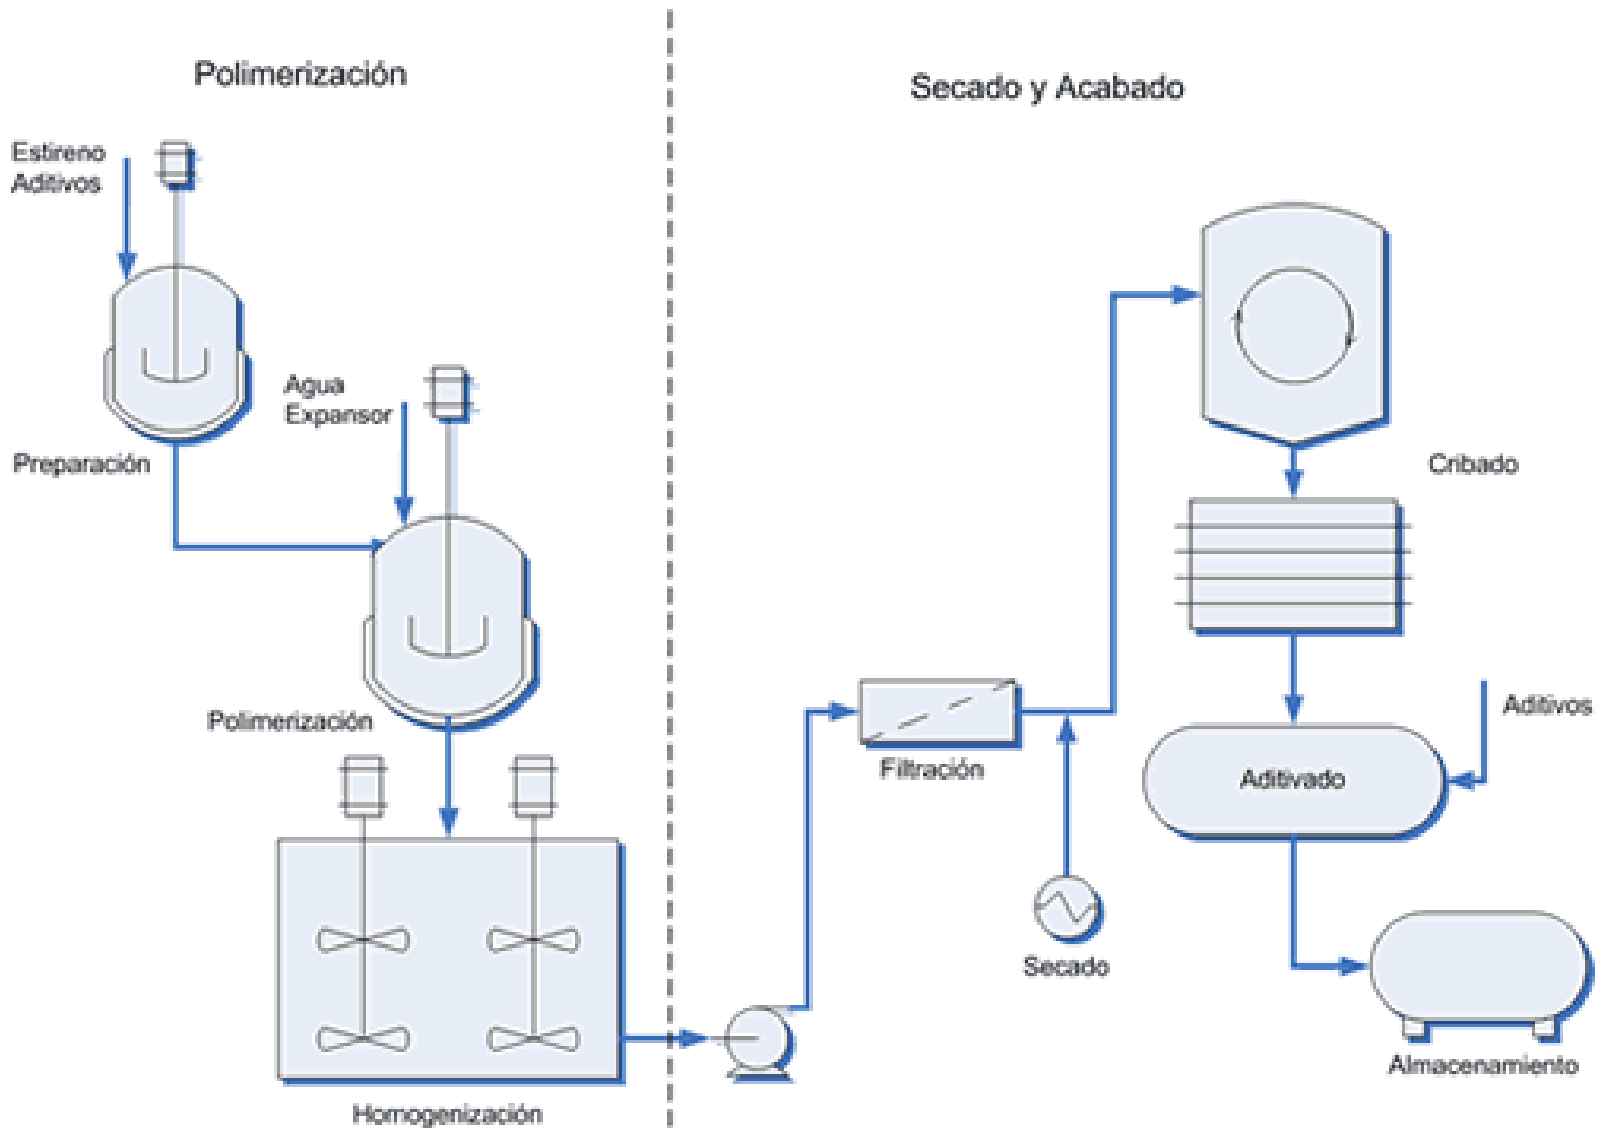 Polimerización
Secado y Acabado
Estireno
Aditivos
Agua
Expansor
Preparación
Cribado
Polimerización
Aditivos
Filtración
Aditivado
Secado
Almacenamiento
Homogenización